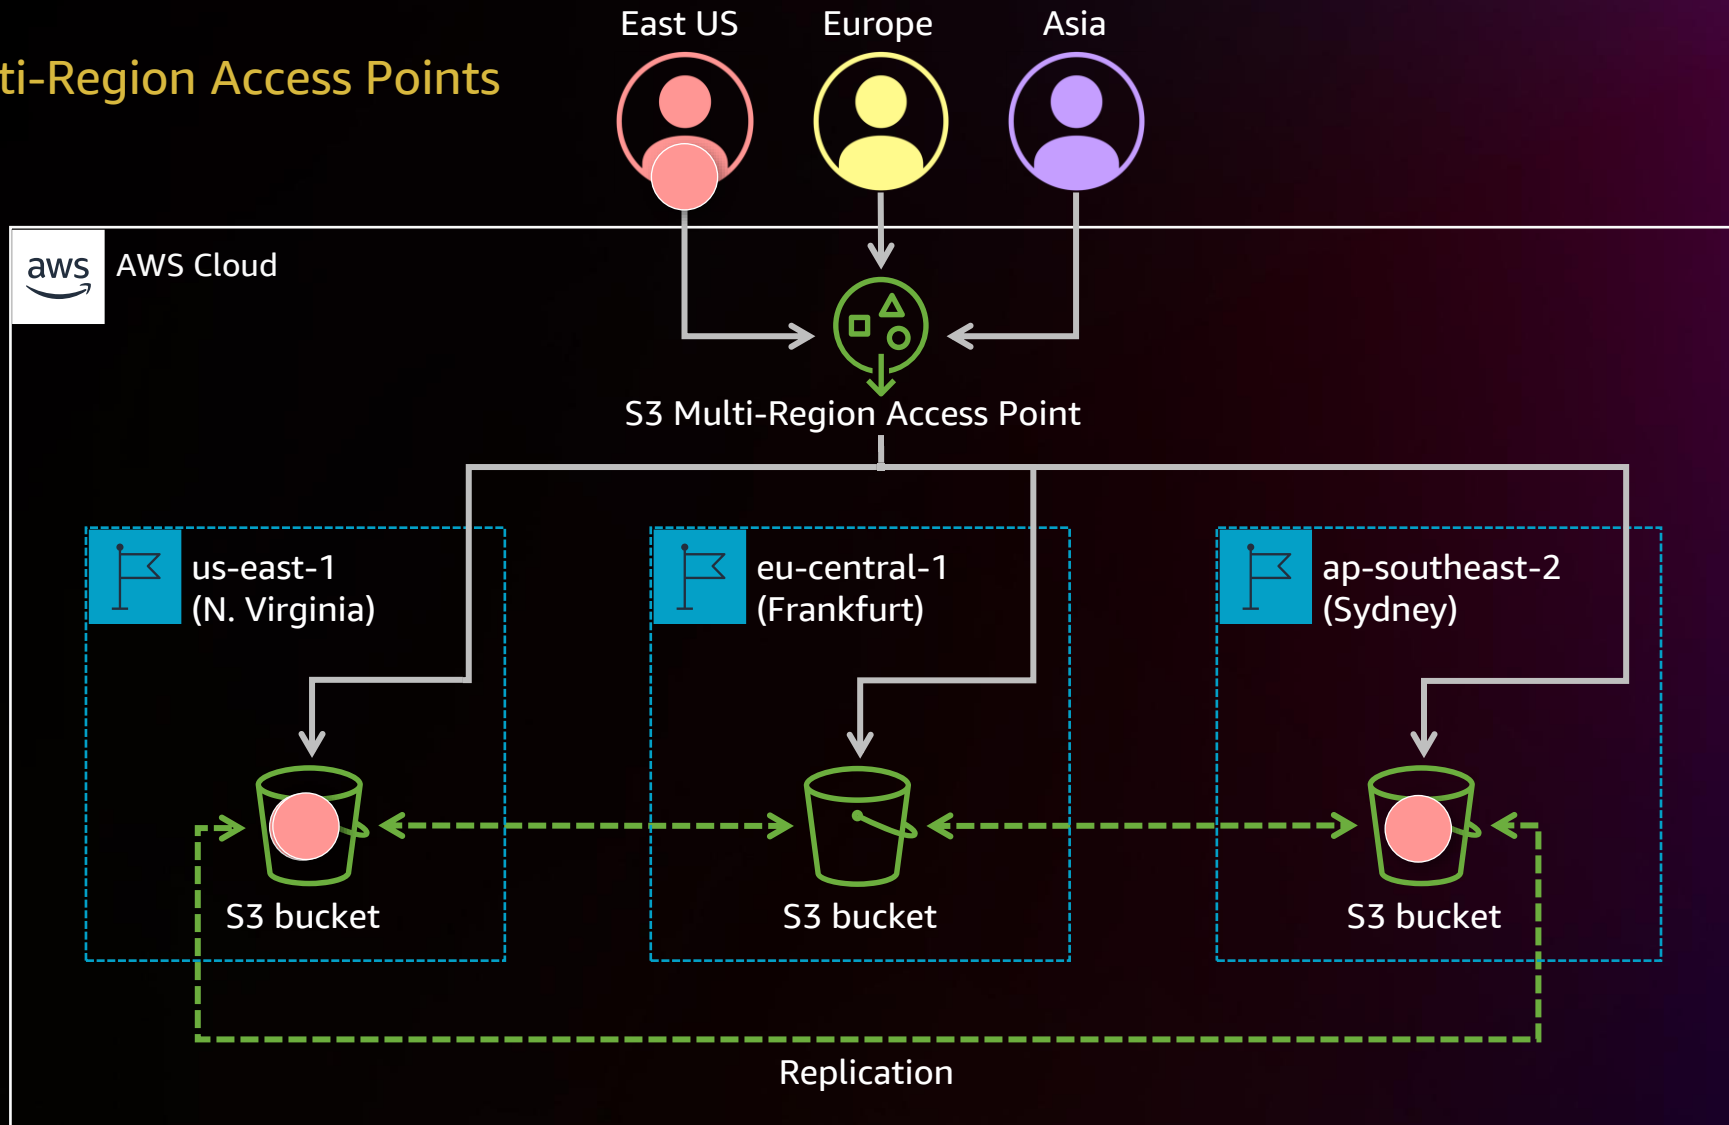 East US
Europe
Asia
ti-Region Access Points
aws
AWS Cloud
S3 Multi-Region Access Point
us-east-1
(N. Virginia)
eu-central-1
(Frankfurt)
ap-southeast-2
(Sydney)
S3 bucket
S3 bucket
S3 bucket
Replication